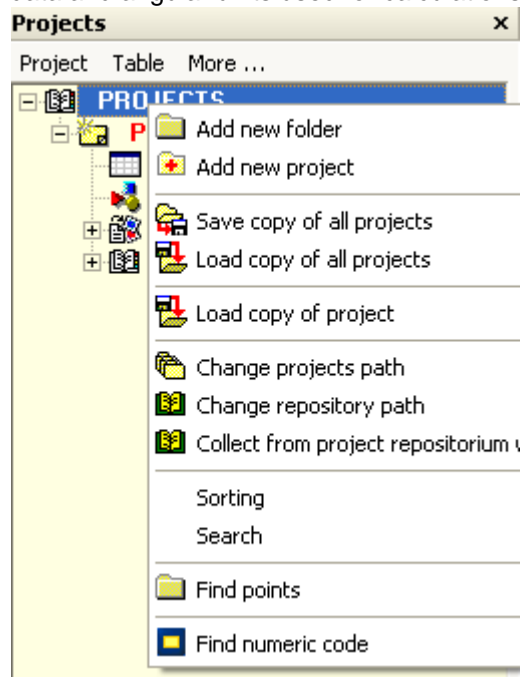 Projects
Project Table More ...
PROJECTS
P
Add new folder
Add new project
Save copy of all projects
Load copy of all projects
Load copy of project
Change projects path
Change repository path
Collect from project repositorium
Sorting
Search
Find points
Find numeric code